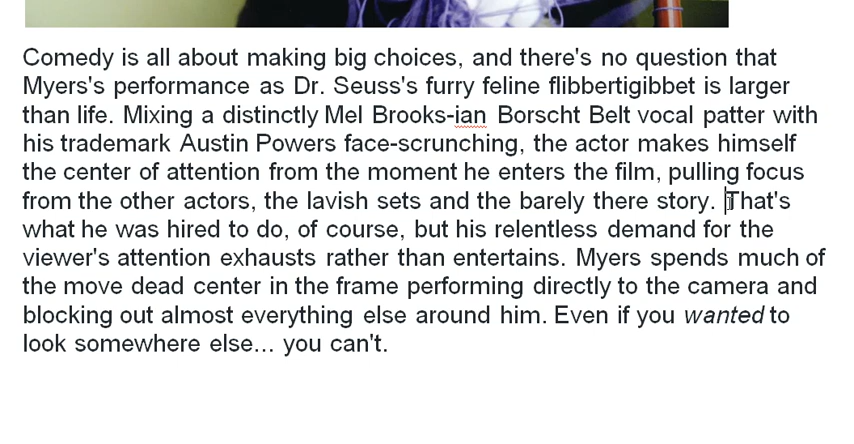 Comedy is all about making big choices, and there's no question that
Myers's performance as Dr. Seuss's furry feline flibbertigibbet is larger
than life. Mixing a distinctly Mel Brooks-ian Borscht Belt vocal patter with
his trademark Austin Powers face-scrunching, the actor makes himself
the center of attention from the moment he enters the film, pulling focus
from the other actors, the lavish sets and the barely there story. That's
what he was hired to do, of course, but his relentless demand for the
viewer's attention exhausts rather than entertains. Myers spends much of
the move dead center in the frame performing directly to the camera and
blocking out almost everything else around him. Even if you wanted to
look somewhere else... you can't.